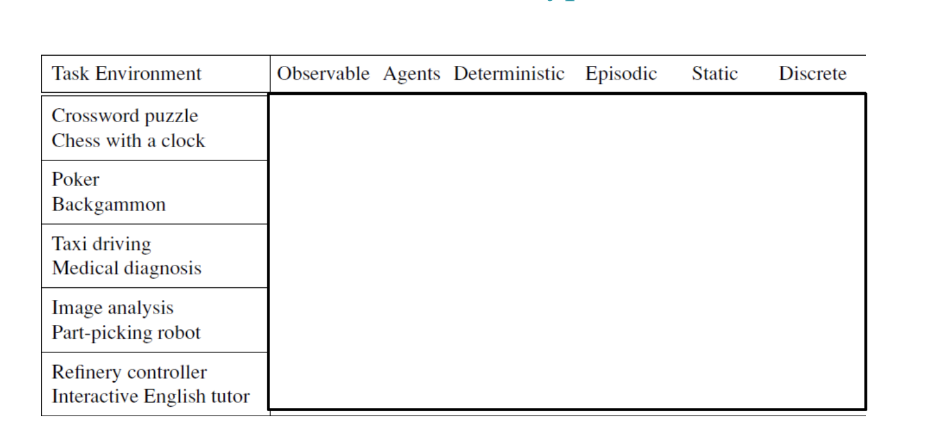 Task Environment Observable Agents Deterministic Episodic Static Discrete
Crossword puzzle
Chess with a clock
Poker
Backgammon
Taxi driving
Medical diagnosis
Image analysis
Part-picking robot
Refinery controller
Interactive English tutor